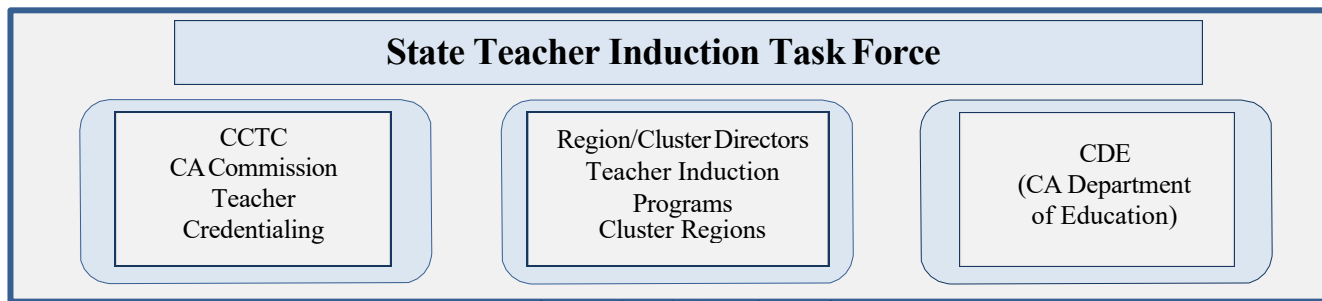 State Teacher Induction Task Force
CCTC
CA Commission
Teacher
Credentialing
Region/Cluster Directors
Teacher Induction
Programs
Cluster Regions
CDE
(CA Department
of Education)